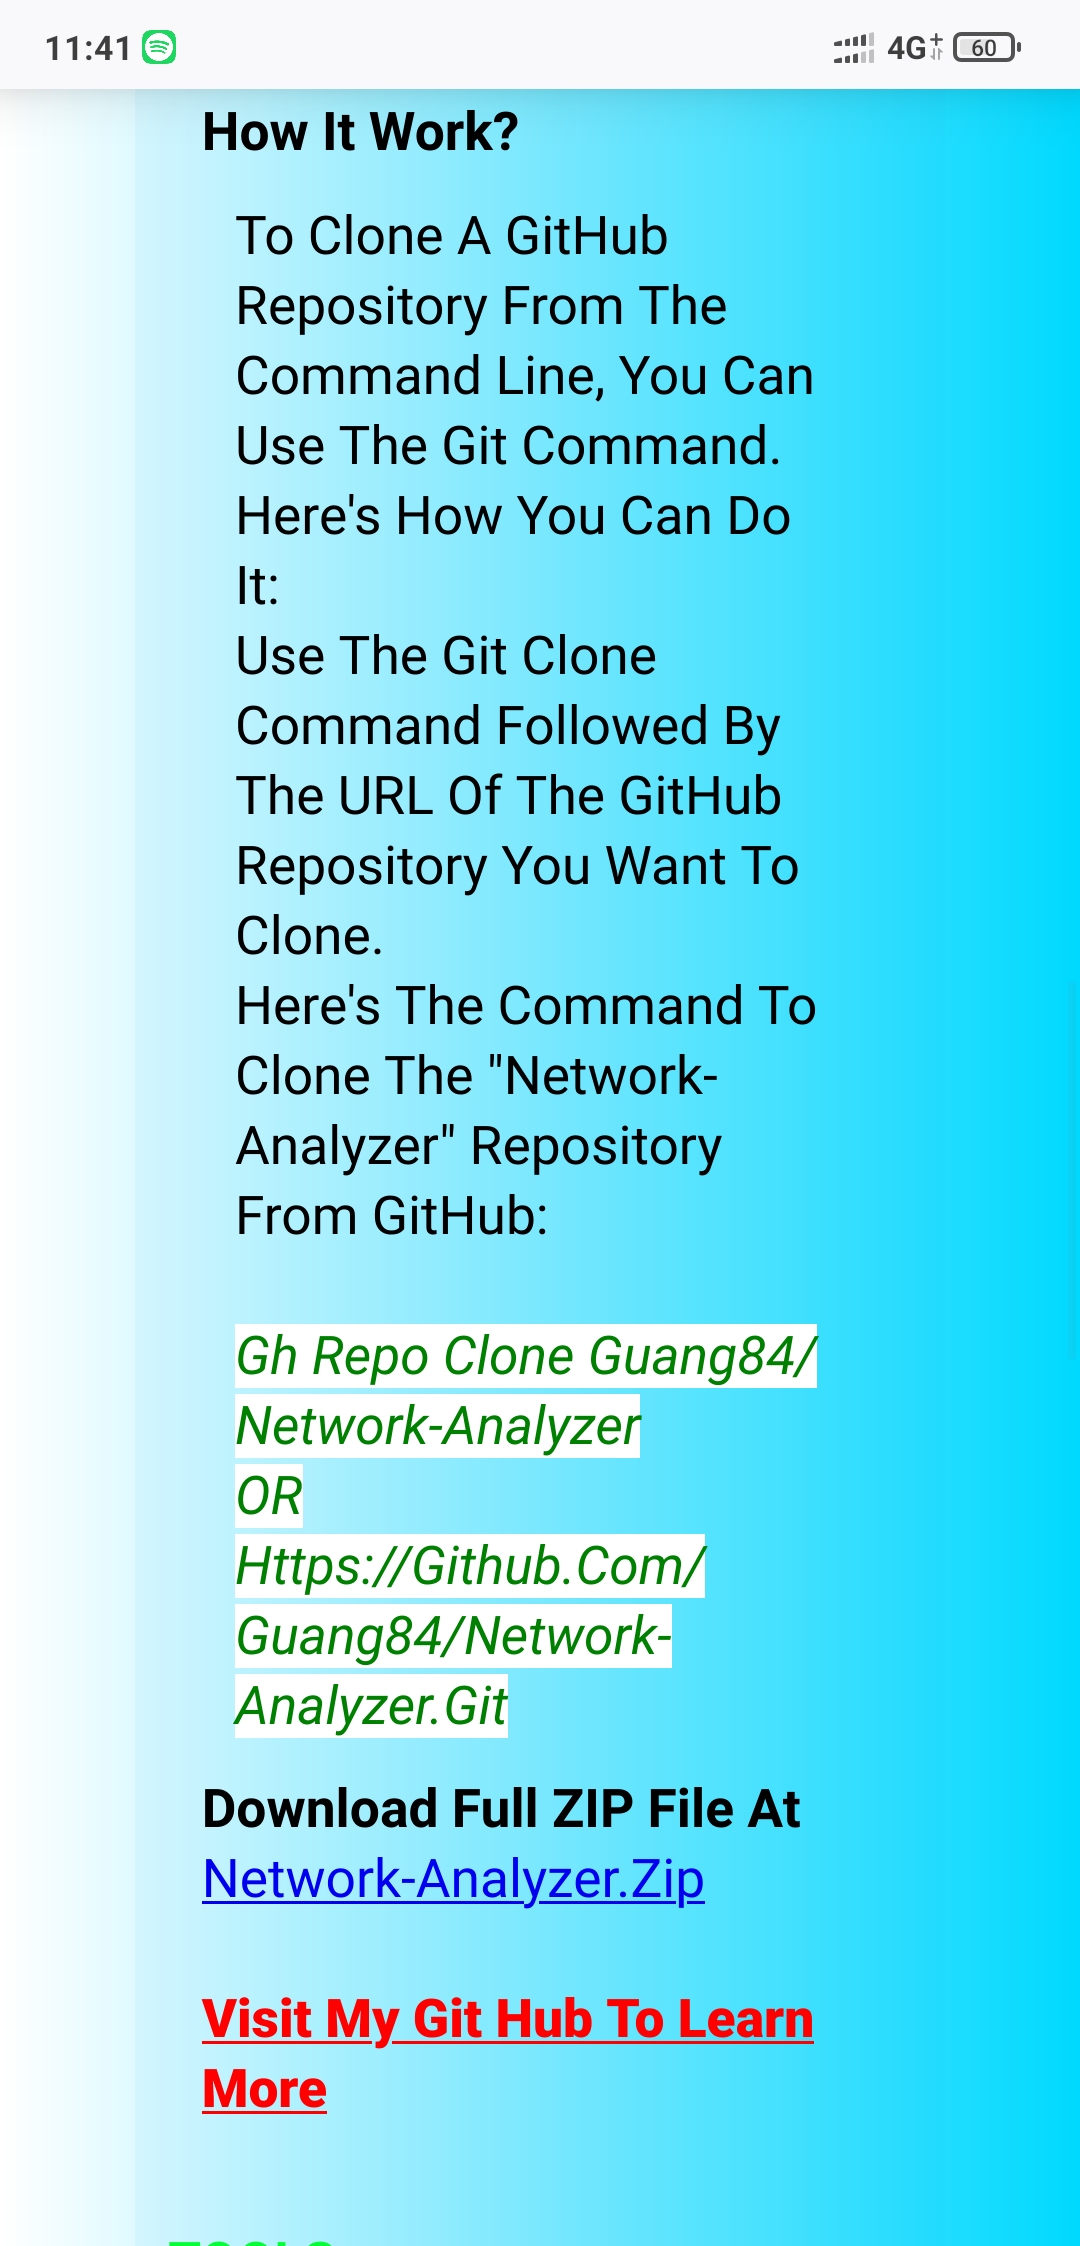 11:41
4G+
60
How It Work?
To Clone A GitHub
Repository From The
Command Line, You Can
Use The Git Command.
Here's How You Can Do
It:
Use The Git Clone
Command Followed By
The URL Of The GitHub
Repository You Want To
Clone.
Here's The Command To
Clone The "Network-
Analyzer" Repository
From GitHub:
Gh Repo Clone Guang84/
Network-Analyzer
OR
Https://Github.Com/
Guang84/Network-
Analyzer.Git
Download Full ZIP File At
Network-Analyzer.Zip
Visit My Git Hub To Learn
More